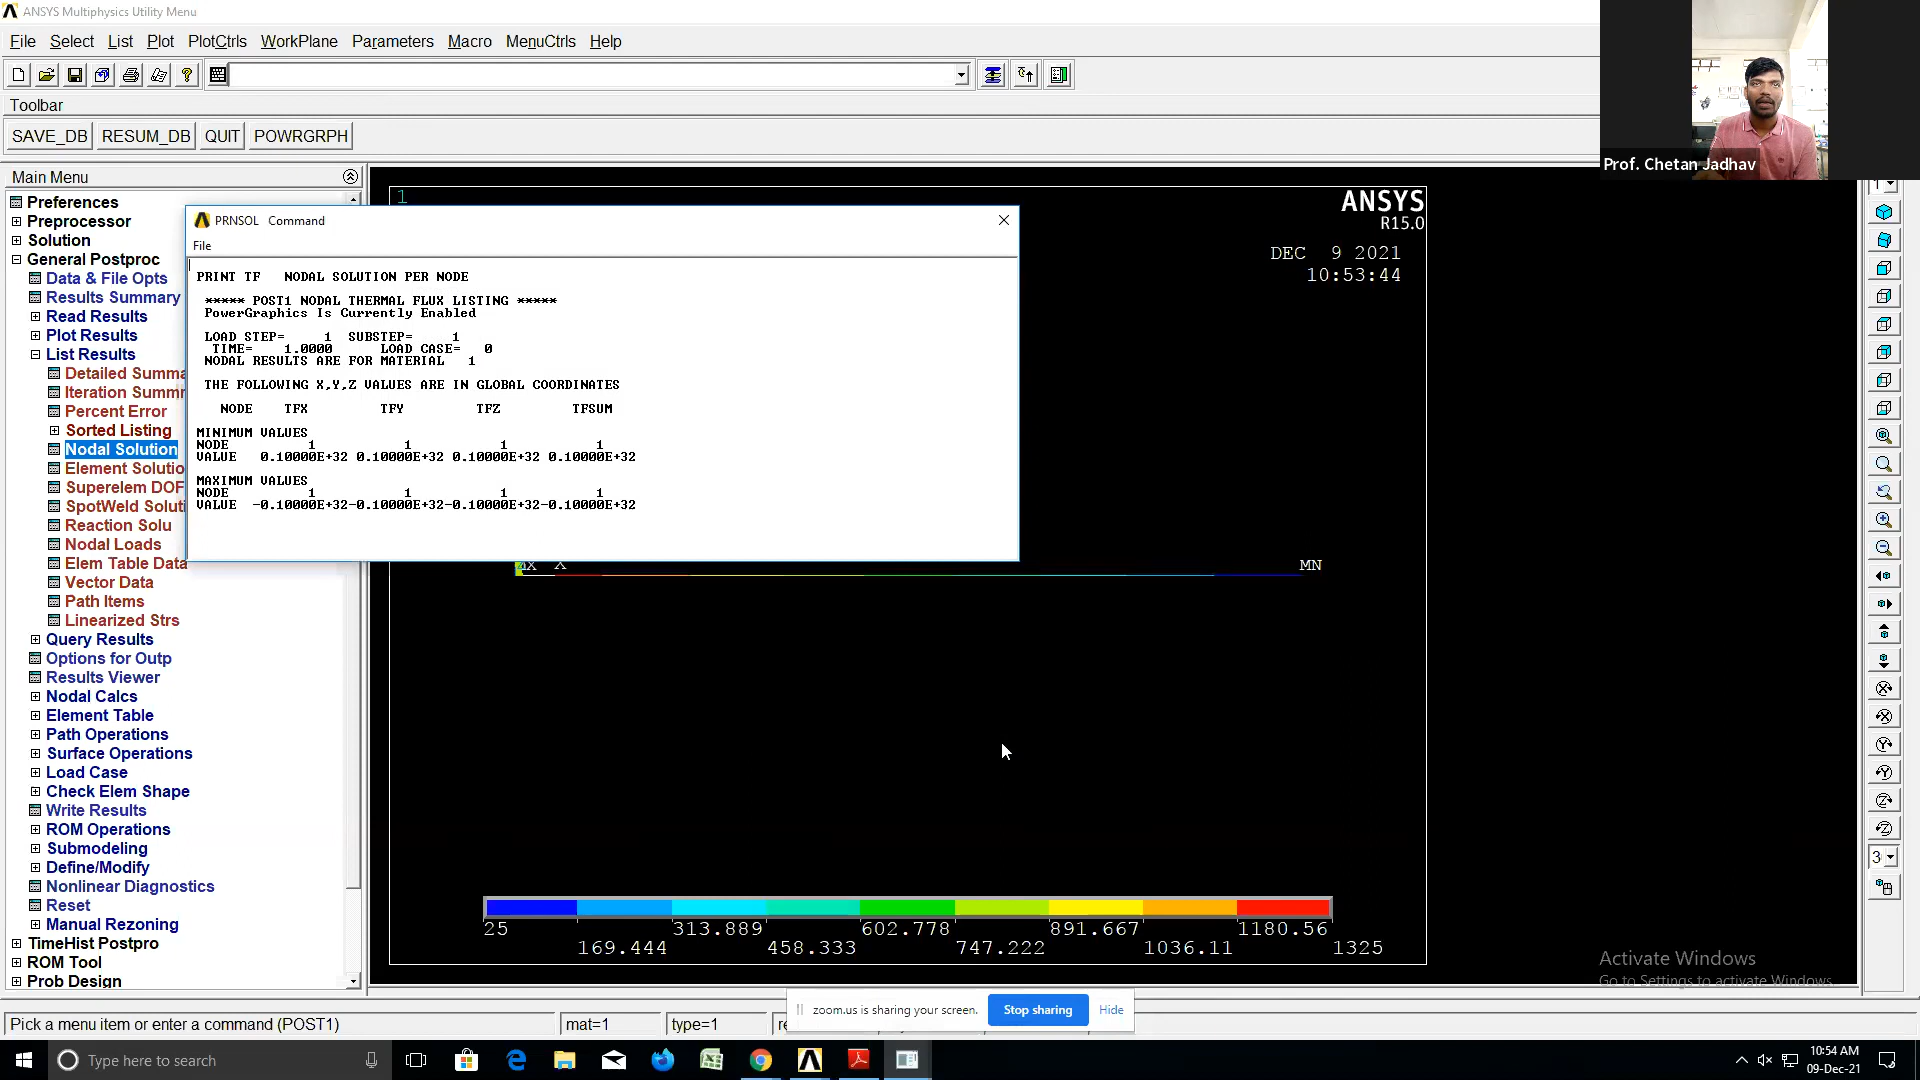 ANSYS Multiphysics Utility Menu
File Select List Plot PlotCtrls WorkPlane Parameters Macro MenuCtrls Help
Toolbar
SAVE_DB RESUM_DB QUIT POWRGRPH
Prof. Chetan Jadhav
Main Menu
Preferences
Preprocessor
Solution
General Postproc
Data & File Opts
Results Summary
Read Results
Plot Results
List Results
Detailed Summa
Iteration Summr
Percent Error
Sorted Listing
Nodal Solution
Element Solutio
Superelem DOF
SpotWeld Soluti
Reaction Solu
Nodal Loads
Elem Table Data
Vector Data
Path Items
Linearized Strs
Query Results
Options for Outp
Results Viewer
Nodal Calcs
Element Table
Path Operations
Surface Operations
Load Case
Check Elem Shape
Write Results
ROM Operations
Submodeling
Define/Modify
Nonlinear Diagnostics
Reset
Manual Rezoning
TimeHist Postpro
ROM Tool
Prob Design
1
ANSYS
R15.0
DEC 9 2021
10:53:44
PRNSOL Command
File
PRINT TF NODAL SOLUTION PER NODE
***** POST1 NODAL THERMAL FLUX LISTING *****
PowerGraphics Is Currently Enabled
LOAD STEP= 1 SUBSTEP= 1
TIME= 1.0000 LOAD CASE= 0
NODAL RESULTS ARE FOR MATERIAL 1
THE FOLLOWING X,Y,Z VALUES ARE IN GLOBAL COORDINATES
NODE TFX TFY TFZ TFSUM
MINIMUM VALUES
NODE 1 1 1 1
VALUE 0.10000E+32 0.10000E+32 0.10000E+32 0.10000E+32
MAXIMUM VALUES
NODE 1 1 1 1
VALUE -0.10000E+32-0.10000E+32-0.10000E+32-0.10000E+32
X MN
25 313.889 602.778 891.667 1180.56
169.444 458.333 747.222 1036.11 1325
Activate Windows
Go to Settings to activate Windows.
zoom.us is sharing your screen. Stop sharing Hide
Pick a menu item or enter a command (POST1) mat=1 type=1
Type here to search
10:54 AM
09-Dec-21